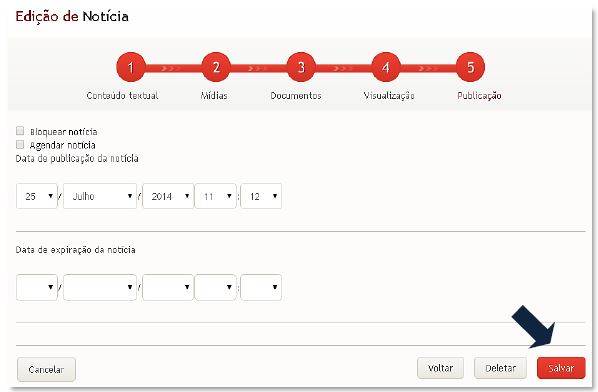 Edição de Notícia
1 2 3 4 5
Conteúdo textual Mídias Documentos Visualização Publicação
Bloquear notícia
Agendar notícia
Data de publicação da notícia
25 / Julho / 2014 11 : 12
Data de expiração da notícia
/ / :
Cancelar Voltar Deletar Salvar